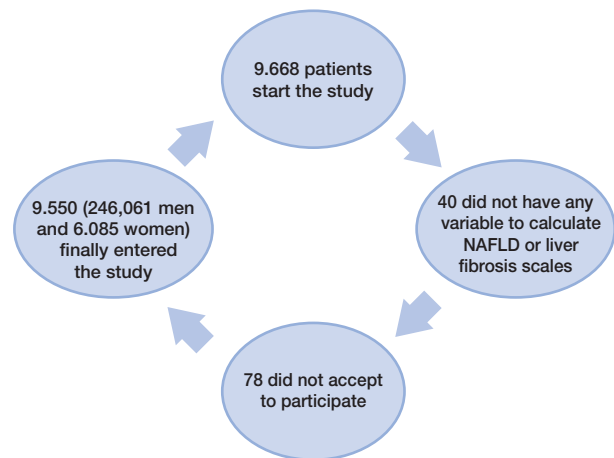 9.668 patients
start the study
40 did not have any
variable to calculate
NAFLD or liver
fibrosis scales
78 did not accept
to participate
9.550 (246,061 men
and 6.085 women)
finally entered
the study